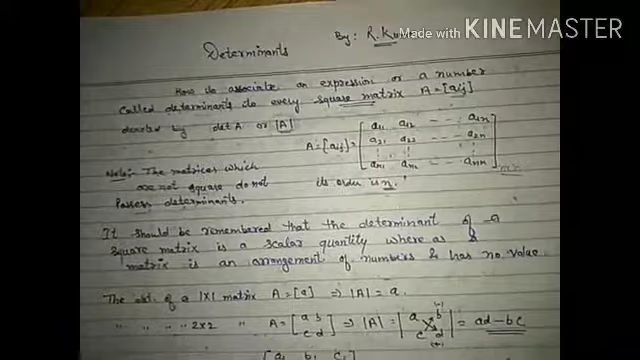 Made with KINEMASTER
By: R. K
Determinants
How to associate an expression or a number
called determinants to every square matrix A=[aij]
denoted by det A or |A|
A=[aij]= [a11 a12 -- -- a1n
a21 a22 -- -- a2n
⋮ ⋮ ⋮
an1 an2 -- -- ann]
Note:- The matrices which
are not square do not
Possess determinants.
its order is n.
It should be remembered that the determinant of a
square matrix is a scalar quantity where as a
matrix is an arrangement of numbers & has no value.
The det. of a 1X1 matrix A=[a] ⇒ |A|= a.
" " " 2x2 " A= [a b
c d] ⇒ |A|= |a b
c d| = ad-bc
[a1 b1 c1